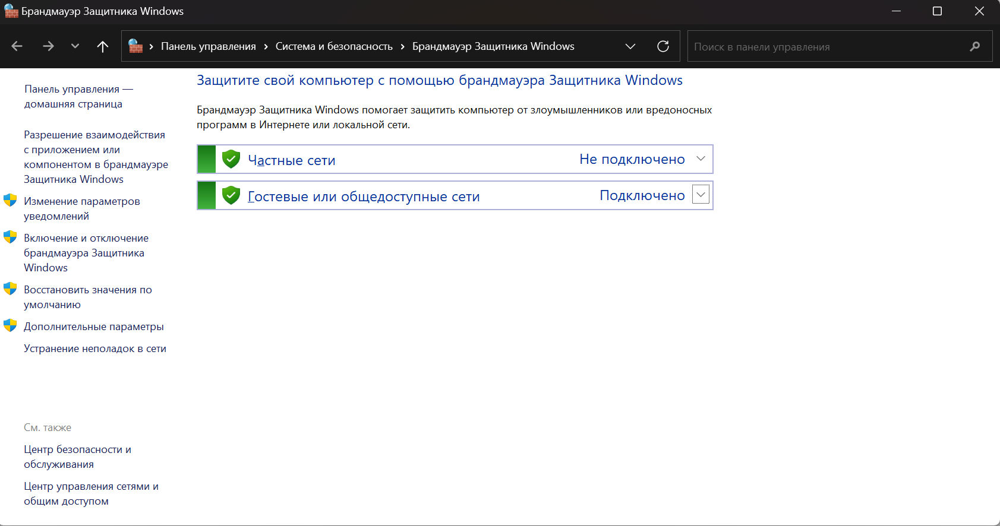 Брандмауэр Защитника Windows
Панель управления
Система и безопасность
Брандмауэр Защитника Windows
Поиск в панели управления
Панель управления —
домашняя страница
Разрешение взаимодействия
с приложением или
компонентом в брандмауэре
Защитника Windows
Изменение параметров
уведомлений
Включение и отключение
брандмауэра Защитника
Windows
Восстановить значения по
умолчанию
Дополнительные параметры
Устранение неполадок в сети
См. также
Центр безопасности и
обслуживания
Центр управления сетями и
общим доступом
Защитите свой компьютер с помощью брандмауэра Защитника Windows
Брандмауэр Защитника Windows помогает защитить компьютер от злоумышленников или вредоносных
программ в Интернете или локальной сети.
Частные сети
Не подключено
Гостевые или общедоступные сети
Подключено